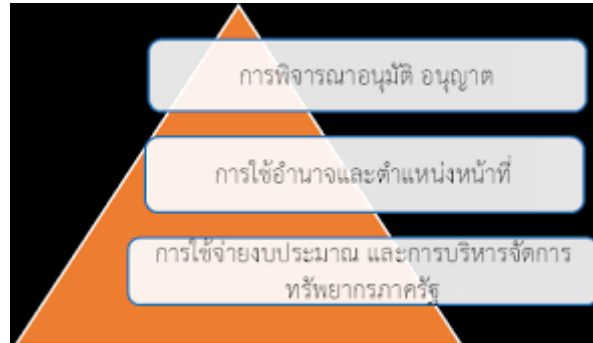 การพิจารณาอนุมัติ อนุญาต
การใช้อำนาจและตำแหน่งหน้าที่
การใช้จ่ายงบประมาณ และการบริหารจัดการ
ทรัพยากรภาครัฐ